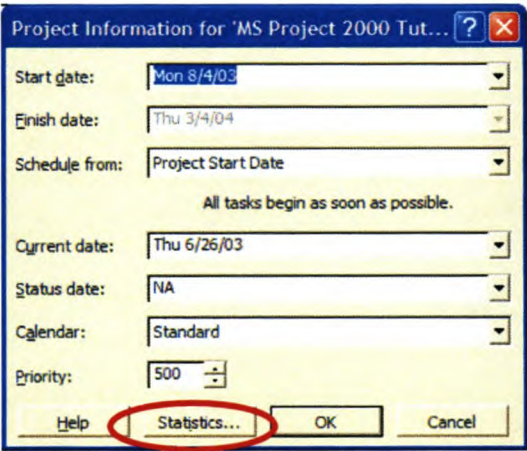 Project Information for 'MS Project 2000 Tut... ?
Start date: Mon 8/4/03
Finish date: Thu 3/4/04
Schedule from: Project Start Date
All tasks begin as soon as possible.
Current date: Thu 6/26/03
Status date: NA
Calendar: Standard
Priority: 500
Help Statistics... OK Cancel